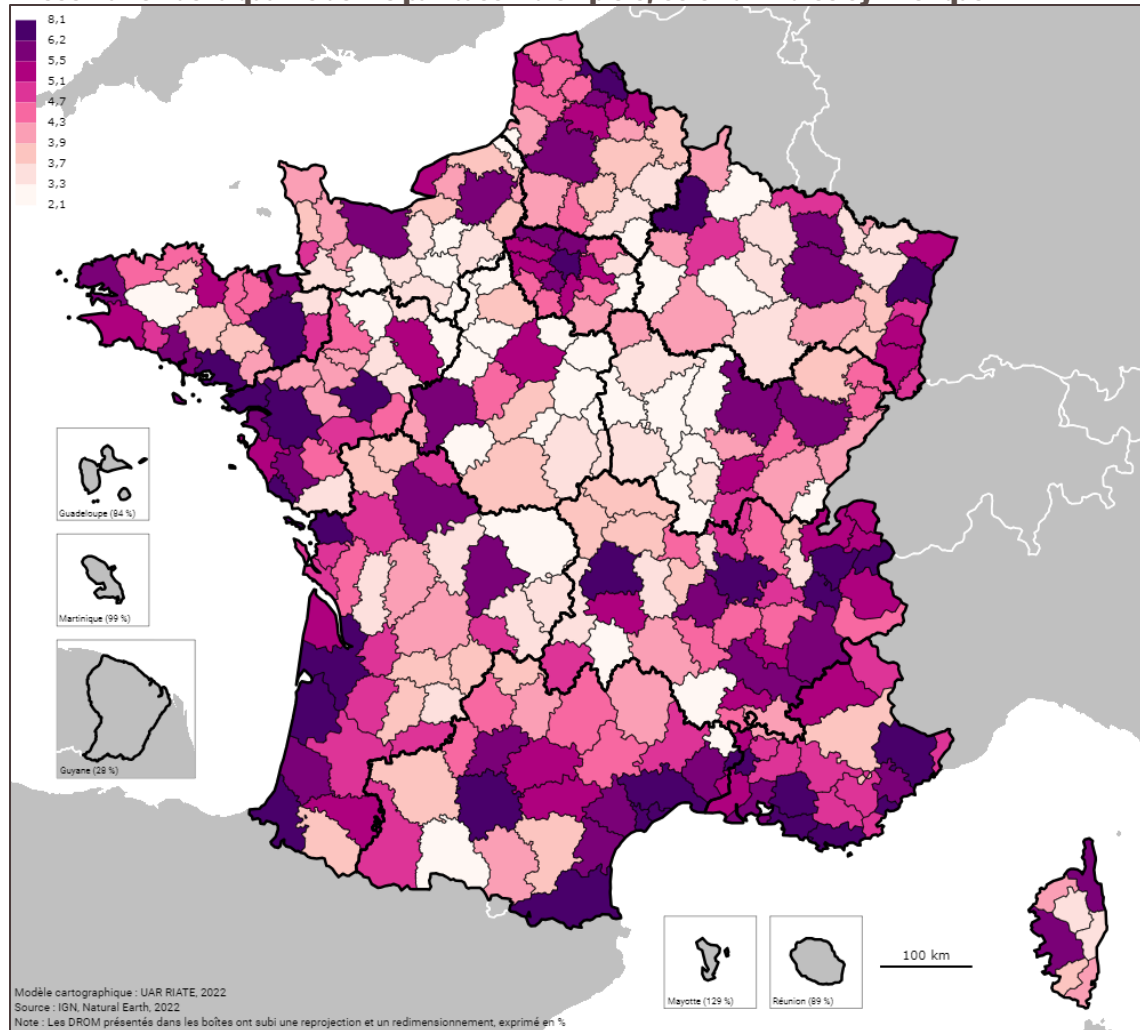 8,1
6,2
5,5
5,1
4,7
4,3
3,9
3,7
3,3
2,1
Guadeloupe (84 %)
Martinique (99 %)
Guyane (28 %)
Mayotte (129 %)
Réunion (89 %)
100 km
Modèle cartographique : UAR RIATE, 2022
Source : IGN, Natural Earth, 2022
Note : Les DROM présentés dans les boîtes ont subi une reprojection et un redimensionnement, exprimé en %